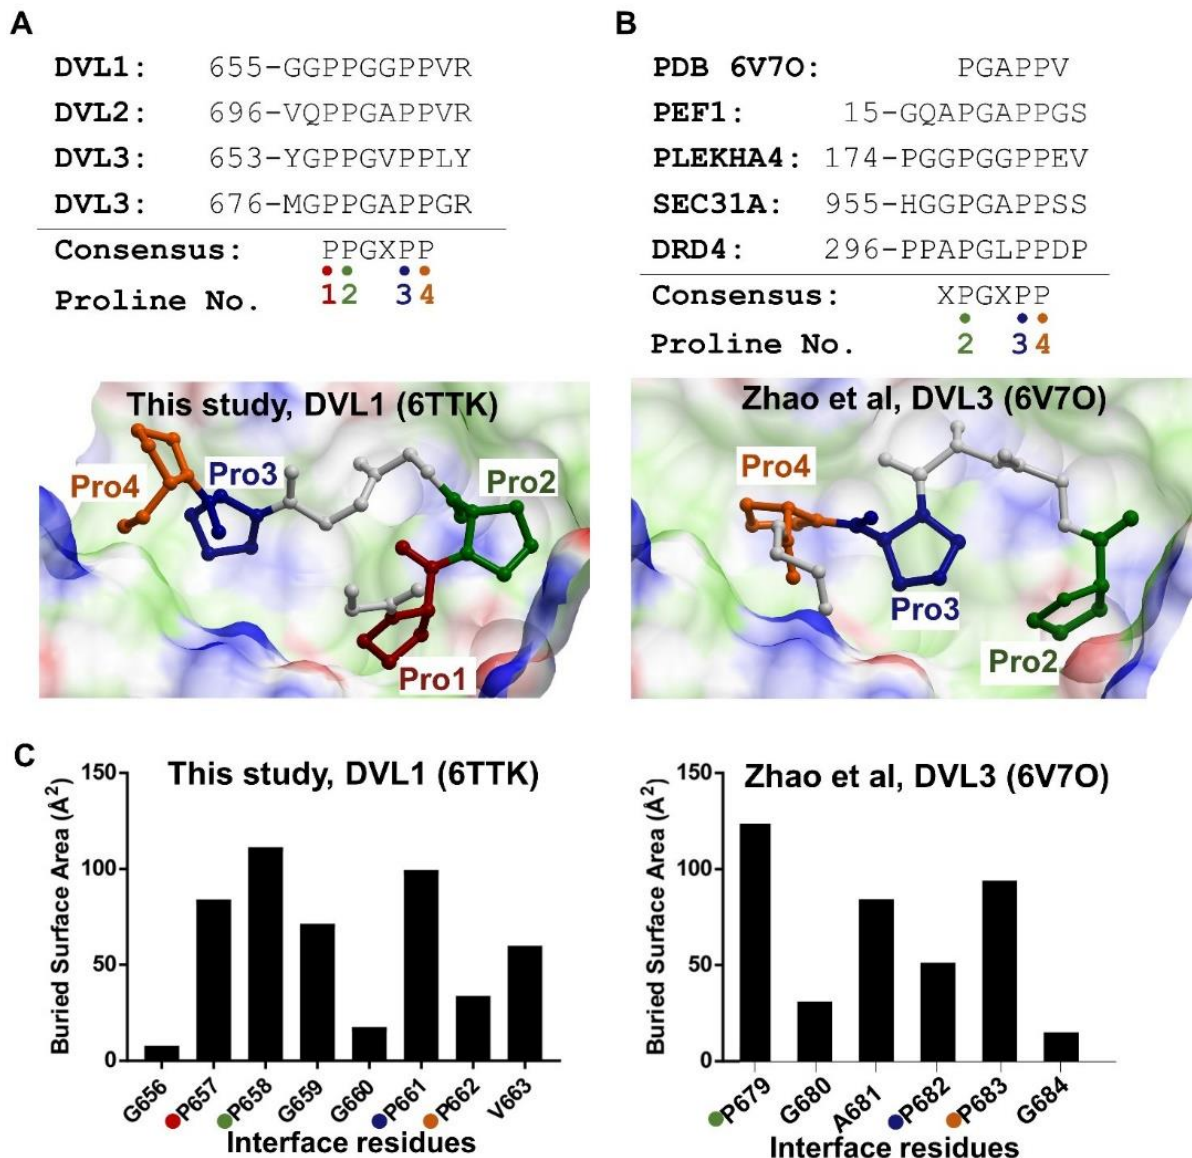 A
DVL1: 655-GGPPGGPPVR
DVL2: 696-VQPPGAPPVR
DVL3: 653-YGPPGVPPLY
DVL3: 676-MGPPGAPPGR
Consensus: PPGXPP
Proline No. 1 2 3 4
This study, DVL1 (6TTK)
Pro4
Pro3
Pro2
Pro1
B
PDB 6V7O: PGAPPV
PEF1: 15-GQAPGAPPGS
PLEKHA4: 174-PGGPGGPPEV
SEC31A: 955-HGGPGAPPSS
DRD4: 296-PPAPGLPPDP
Consensus: XPGXPP
Proline No. 2 3 4
Zhao et al, DVL3 (6V7O)
Pro4
Pro3
Pro2
C
This study, DVL1 (6TTK)
Buried Surface Area (Å²)
150
100
50
0
G656 P657 P658 G659 G660 P661 P662 V663
Interface residues
Zhao et al, DVL3 (6V7O)
Buried Surface Area (Å²)
150
100
50
0
P679 G680 A681 P682 P683 G684
Interface residues